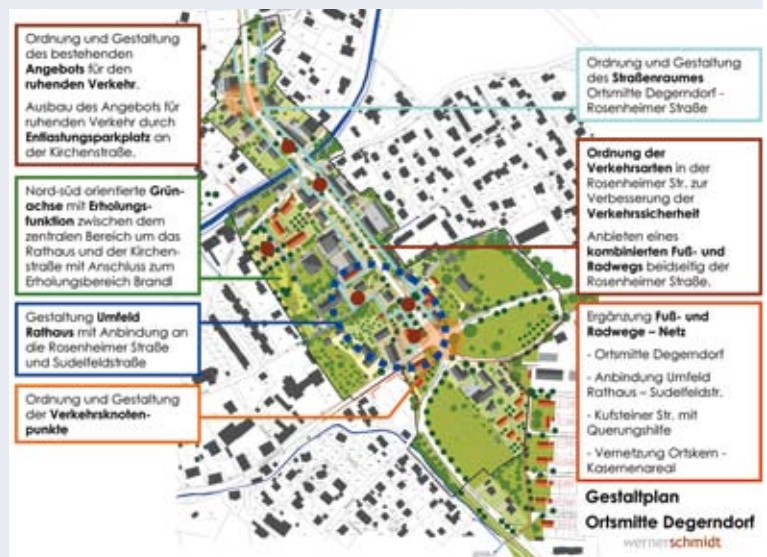 Ordnung und Gestaltung
des bestehenden
Angebots für den
ruhenden Verkehr.
Ausbau des Angebots für
ruhenden Verkehr durch
Entlastungsparkplatz an
der Kirchenstraße.
Nord-süd orientierte Grün-
achse mit Erholungs-
funktion zwischen dem
zentralen Bereich um das
Rathaus und der Kirchen-
straße mit Anschluss zum
Erholungsbereich Brandl
Gestaltung Umfeld
Rathaus mit Anbindung an
die Rosenheimer Straße
und Sudelfeldstraße
Ordnung und Gestaltung
der Verkehrsknoten-
punkte
Ordnung und Gestaltung
des Straßenraumes
Ortsmitte Degerndorf -
Rosenheimer Straße
Ordnung der
Verkehrsarten in der
Rosenheimer Str. zur
Verbesserung der
Verkehrssicherheit
Anbieten eines
kombinierten Fuß- und
Radwegs beidseitig der
Rosenheimer Straße.
Ergänzung Fuß- und
Radwege – Netz
- Ortsmitte Degerndorf
- Anbindung Umfeld
Rathaus – Sudelfeldstr.
- Kufsteiner Str. mit
Querungshilfe
- Vernetzung Ortskern -
Kasernenareal
Gestaltplan
Ortsmitte Degerndorf
wernerschmidt